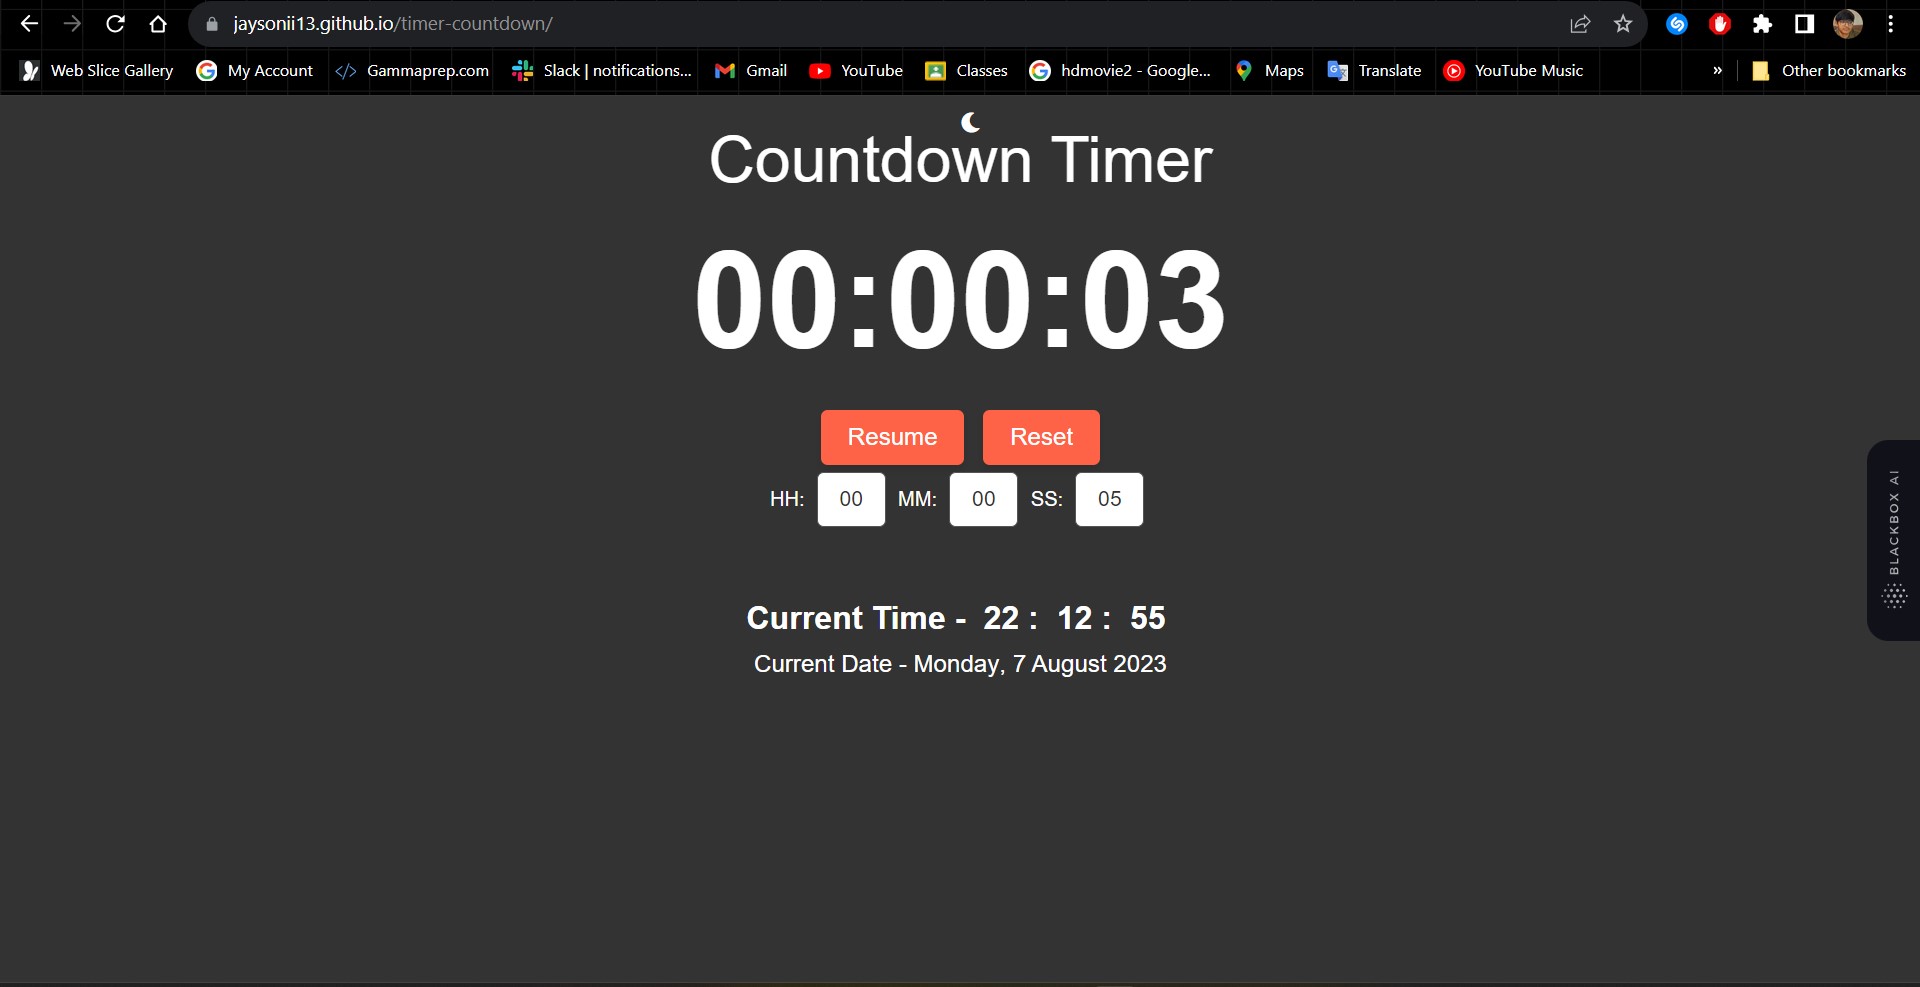 jaysonii13.github.io/timer-countdown/
Web Slice Gallery My Account Gammaprep.com Slack | notifications... Gmail YouTube Classes hdmovie2 - Google... Maps Translate YouTube Music » Other bookmarks
Countdown Timer
00:00:03
Resume Reset
HH: 00 MM: 00 SS: 05
BLACKBOX AI
Current Time - 22 : 12 : 55
Current Date - Monday, 7 August 2023